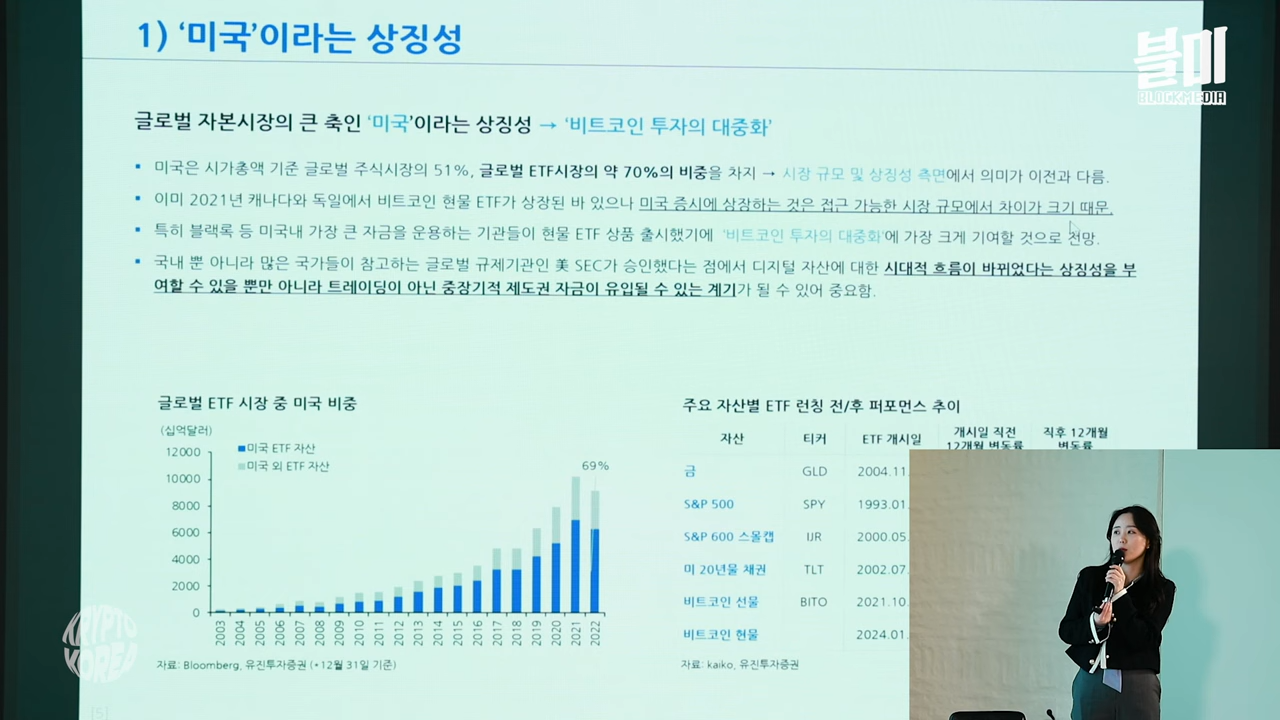 1) ‘미국’이라는 상징성
블미
BLOCKMEDIA
글로벌 자본시장의 큰 축인 ‘미국’이라는 상징성 → ‘비트코인 투자의 대중화’
▪ 미국은 시가총액 기준 글로벌 주식시장의 51%, 글로벌 ETF시장의 약 70%의 비중을 차지 → 시장 규모 및 상징성 측면에서 의미가 이전과 다름.
▪ 이미 2021년 캐나다와 독일에서 비트코인 현물 ETF가 상장된 바 있으나 미국 증시에 상장하는 것은 접근 가능한 시장 규모에서 차이가 크기 때문.
▪ 특히 블랙록 등 미국내 가장 큰 자금을 운용하는 기관들이 현물 ETF 상품 출시했기에 ‘비트코인 투자의 대중화’에 가장 크게 기여할 것으로 전망.
▪ 국내 뿐 아니라 많은 국가들이 참고하는 글로벌 규제기관인 美 SEC가 승인했다는 점에서 디지털 자산에 대한 시대적 흐름이 바뀌었다는 상징성을 부
여할 수 있을 뿐만 아니라 트레이딩이 아닌 중장기적 제도권 자금이 유입될 수 있는 계기가 될 수 있어 중요함.
글로벌 ETF 시장 중 미국 비중
(십억달러)
미국 ETF 자산
미국 외 ETF 자산
69%
12000
10000
8000
6000
4000
2000
0
2003 2004 2005 2006 2007 2008 2009 2010 2011 2012 2013 2014 2015 2016 2017 2018 2019 2020 2021 2022
자료: Bloomberg, 유진투자증권 (*12월 31일 기준)
주요 자산별 ETF 런칭 전/후 퍼포먼스 추이
자산 티커 ETF 개시일 개시일 직전 12개월 변동률 직후 12개월 변동률
금 GLD 2004.11.
S&P 500 SPY 1993.01
S&P 600 스몰캡 IJR 2000.05.
미 20년물 채권 TLT 2002.07.
비트코인 선물 BITO 2021.10.
비트코인 현물 2024.01.
자료: kaiko, 유진투자증권
KRIPTO
KOREA
[5]